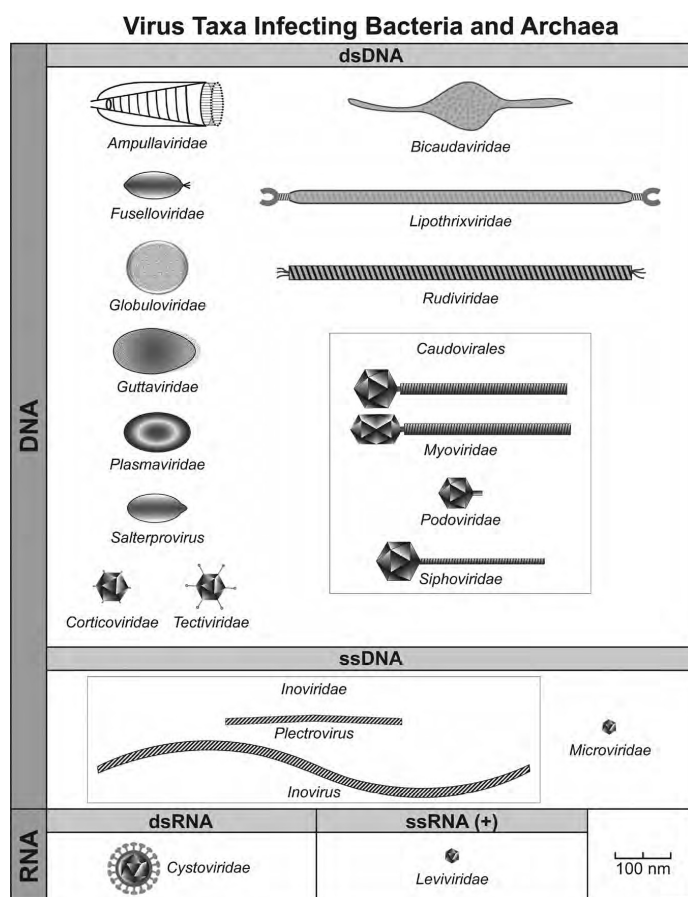 Virus Taxa Infecting Bacteria and Archaea
DNA
dsDNA
Ampullaviridae
Bicaudaviridae
Fuselloviridae
Lipothrixviridae
Globuloviridae
Rudiviridae
Guttaviridae
Caudovirales
Myoviridae
Plasmaviridae
Podoviridae
Salterprovirus
Siphoviridae
Corticoviridae
Tectiviridae
ssDNA
Inoviridae
Plectrovirus
Inovirus
Microviridae
RNA
dsRNA
Cystoviridae
ssRNA (+)
Leviviridae
100 nm